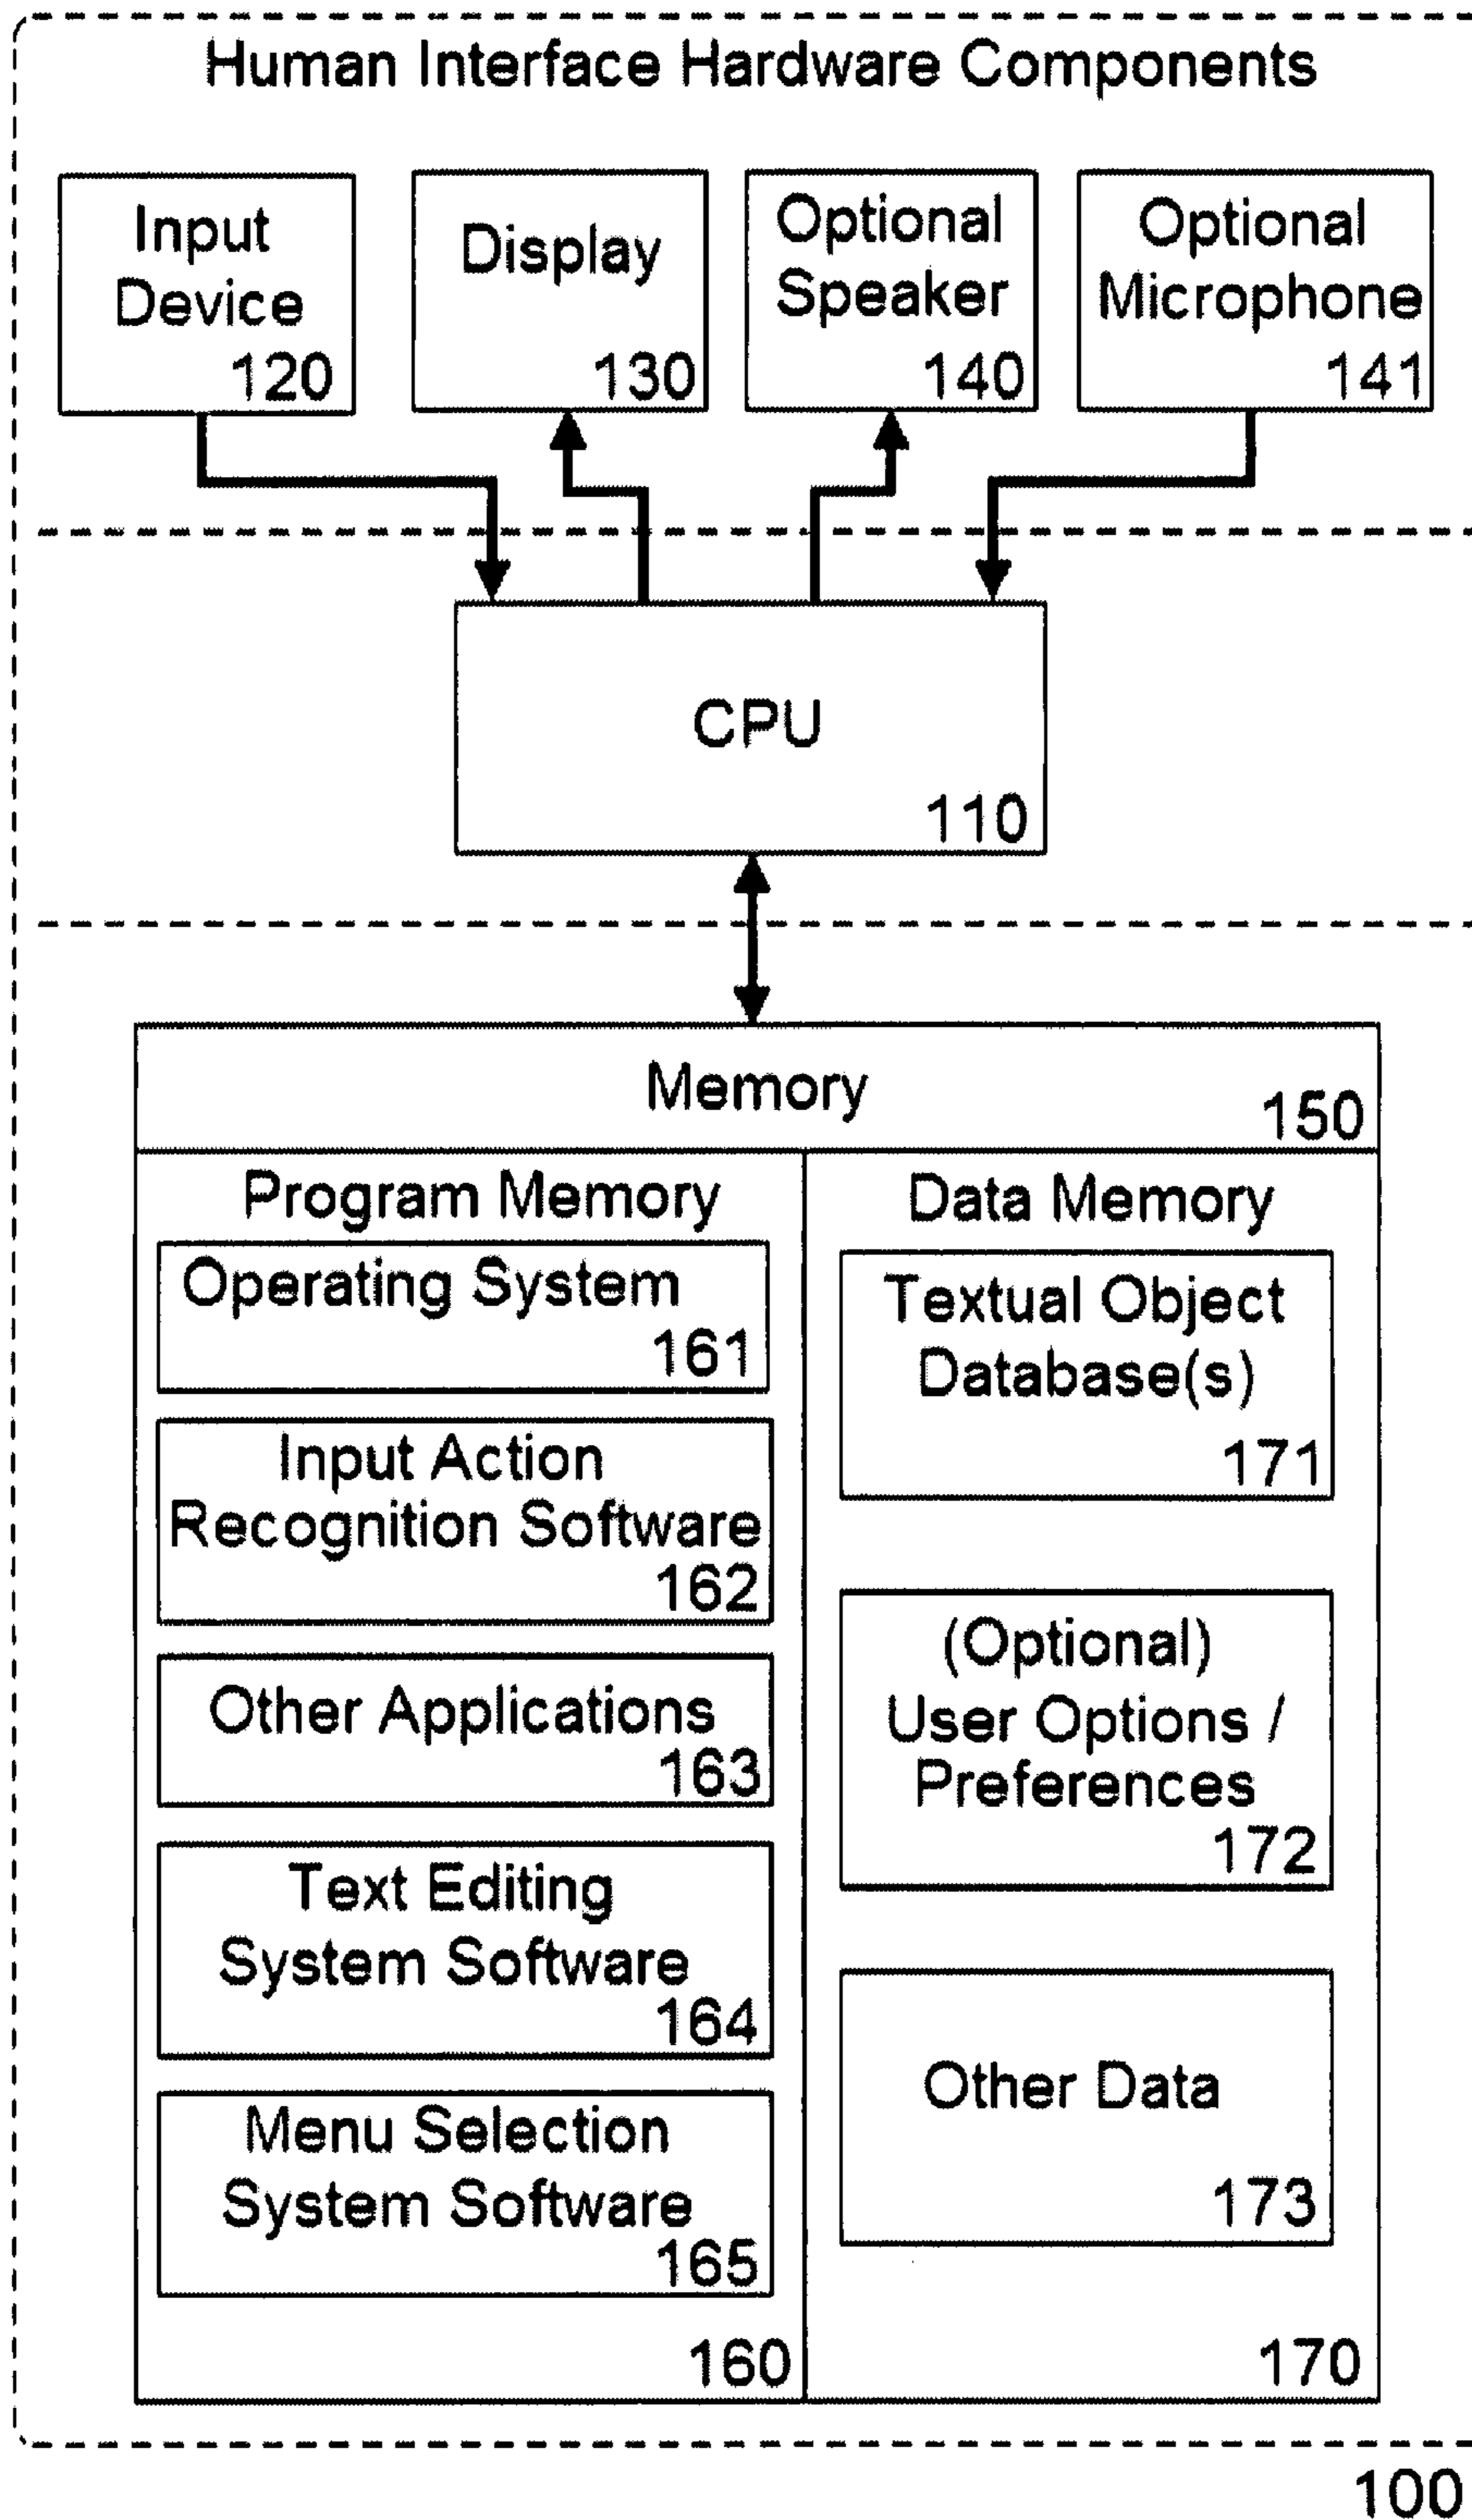 Human Interface Hardware Components
Input
Device
120
Display
130
Optional
Speaker
140
Optional
Microphone
141
CPU
110
Memory
150
Program Memory
Operating System
161
Input Action
Recognition Software
162
Other Applications
163
Text Editing
System Software
164
Menu Selection
System Software
165
160
Data Memory
Textual Object
Database(s)
171
(Optional)
User Options /
Preferences
172
Other Data
173
170
100